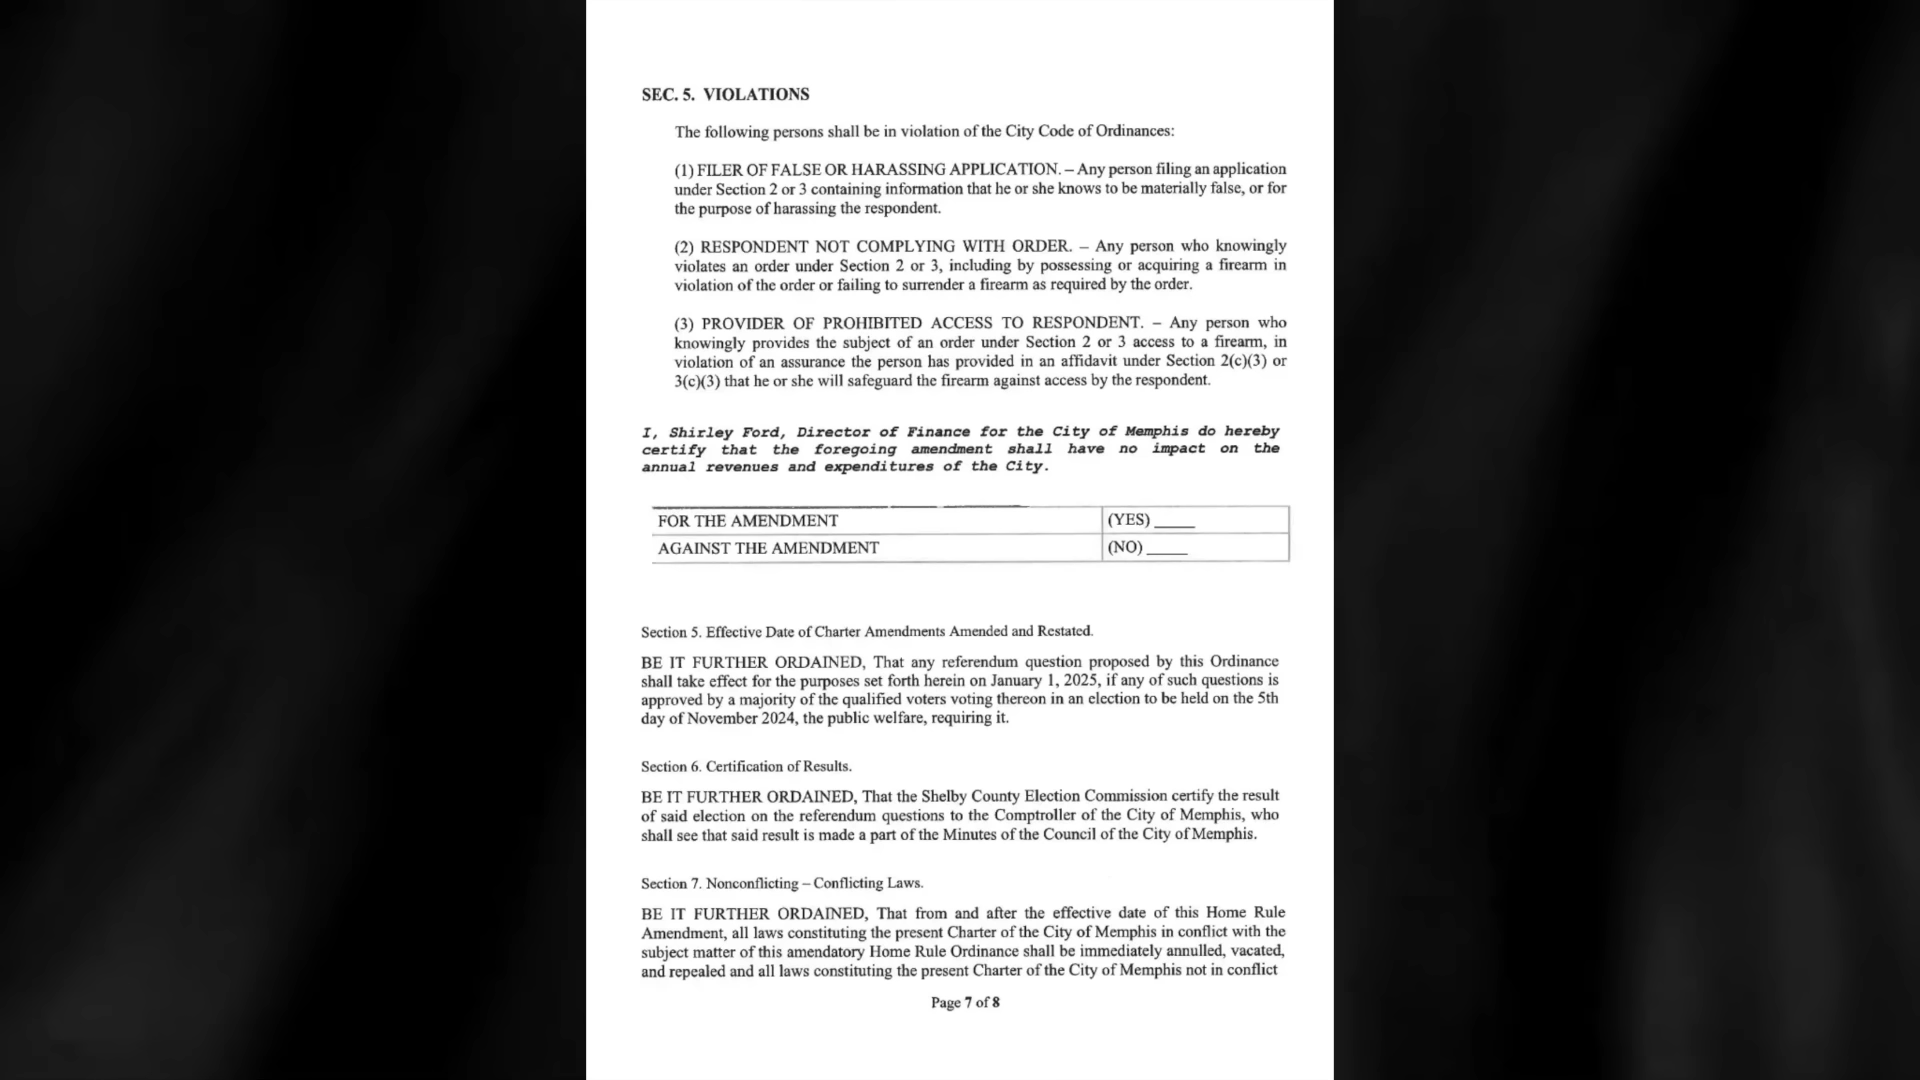 SEC. 5. VIOLATIONS
The following persons shall be in violation of the City Code of Ordinances:
(1) FILER OF FALSE OR HARASSING APPLICATION. – Any person filing an application
under Section 2 or 3 containing information that he or she knows to be materially false, or for
the purpose of harassing the respondent.
(2) RESPONDENT NOT COMPLYING WITH ORDER. – Any person who knowingly
violates an order under Section 2 or 3, including by possessing or acquiring a firearm in
violation of the order or failing to surrender a firearm as required by the order.
(3) PROVIDER OF PROHIBITED ACCESS TO RESPONDENT. – Any person who
knowingly provides the subject of an order under Section 2 or 3 access to a firearm, in
violation of an assurance the person has provided in an affidavit under Section 2(c)(3) or
3(c)(3) that he or she will safeguard the firearm against access by the respondent.
I, Shirley Ford, Director of Finance for the City of Memphis do hereby
certify that the foregoing amendment shall have no impact on the
annual revenues and expenditures of the City.
FOR THE AMENDMENT (YES) _____
AGAINST THE AMENDMENT (NO) _____
Section 5. Effective Date of Charter Amendments Amended and Restated.
BE IT FURTHER ORDAINED, That any referendum question proposed by this Ordinance
shall take effect for the purposes set forth herein on January 1, 2025, if any of such questions is
approved by a majority of the qualified voters voting thereon in an election to be held on the 5th
day of November 2024, the public welfare, requiring it.
Section 6. Certification of Results.
BE IT FURTHER ORDAINED, That the Shelby County Election Commission certify the result
of said election on the referendum questions to the Comptroller of the City of Memphis, who
shall see that said result is made a part of the Minutes of the Council of the City of Memphis.
Section 7. Nonconflicting – Conflicting Laws.
BE IT FURTHER ORDAINED, That from and after the effective date of this Home Rule
Amendment, all laws constituting the present Charter of the City of Memphis in conflict with the
subject matter of this amendatory Home Rule Ordinance shall be immediately annulled, vacated,
and repealed and all laws constituting the present Charter of the City of Memphis not in conflict
Page 7 of 8